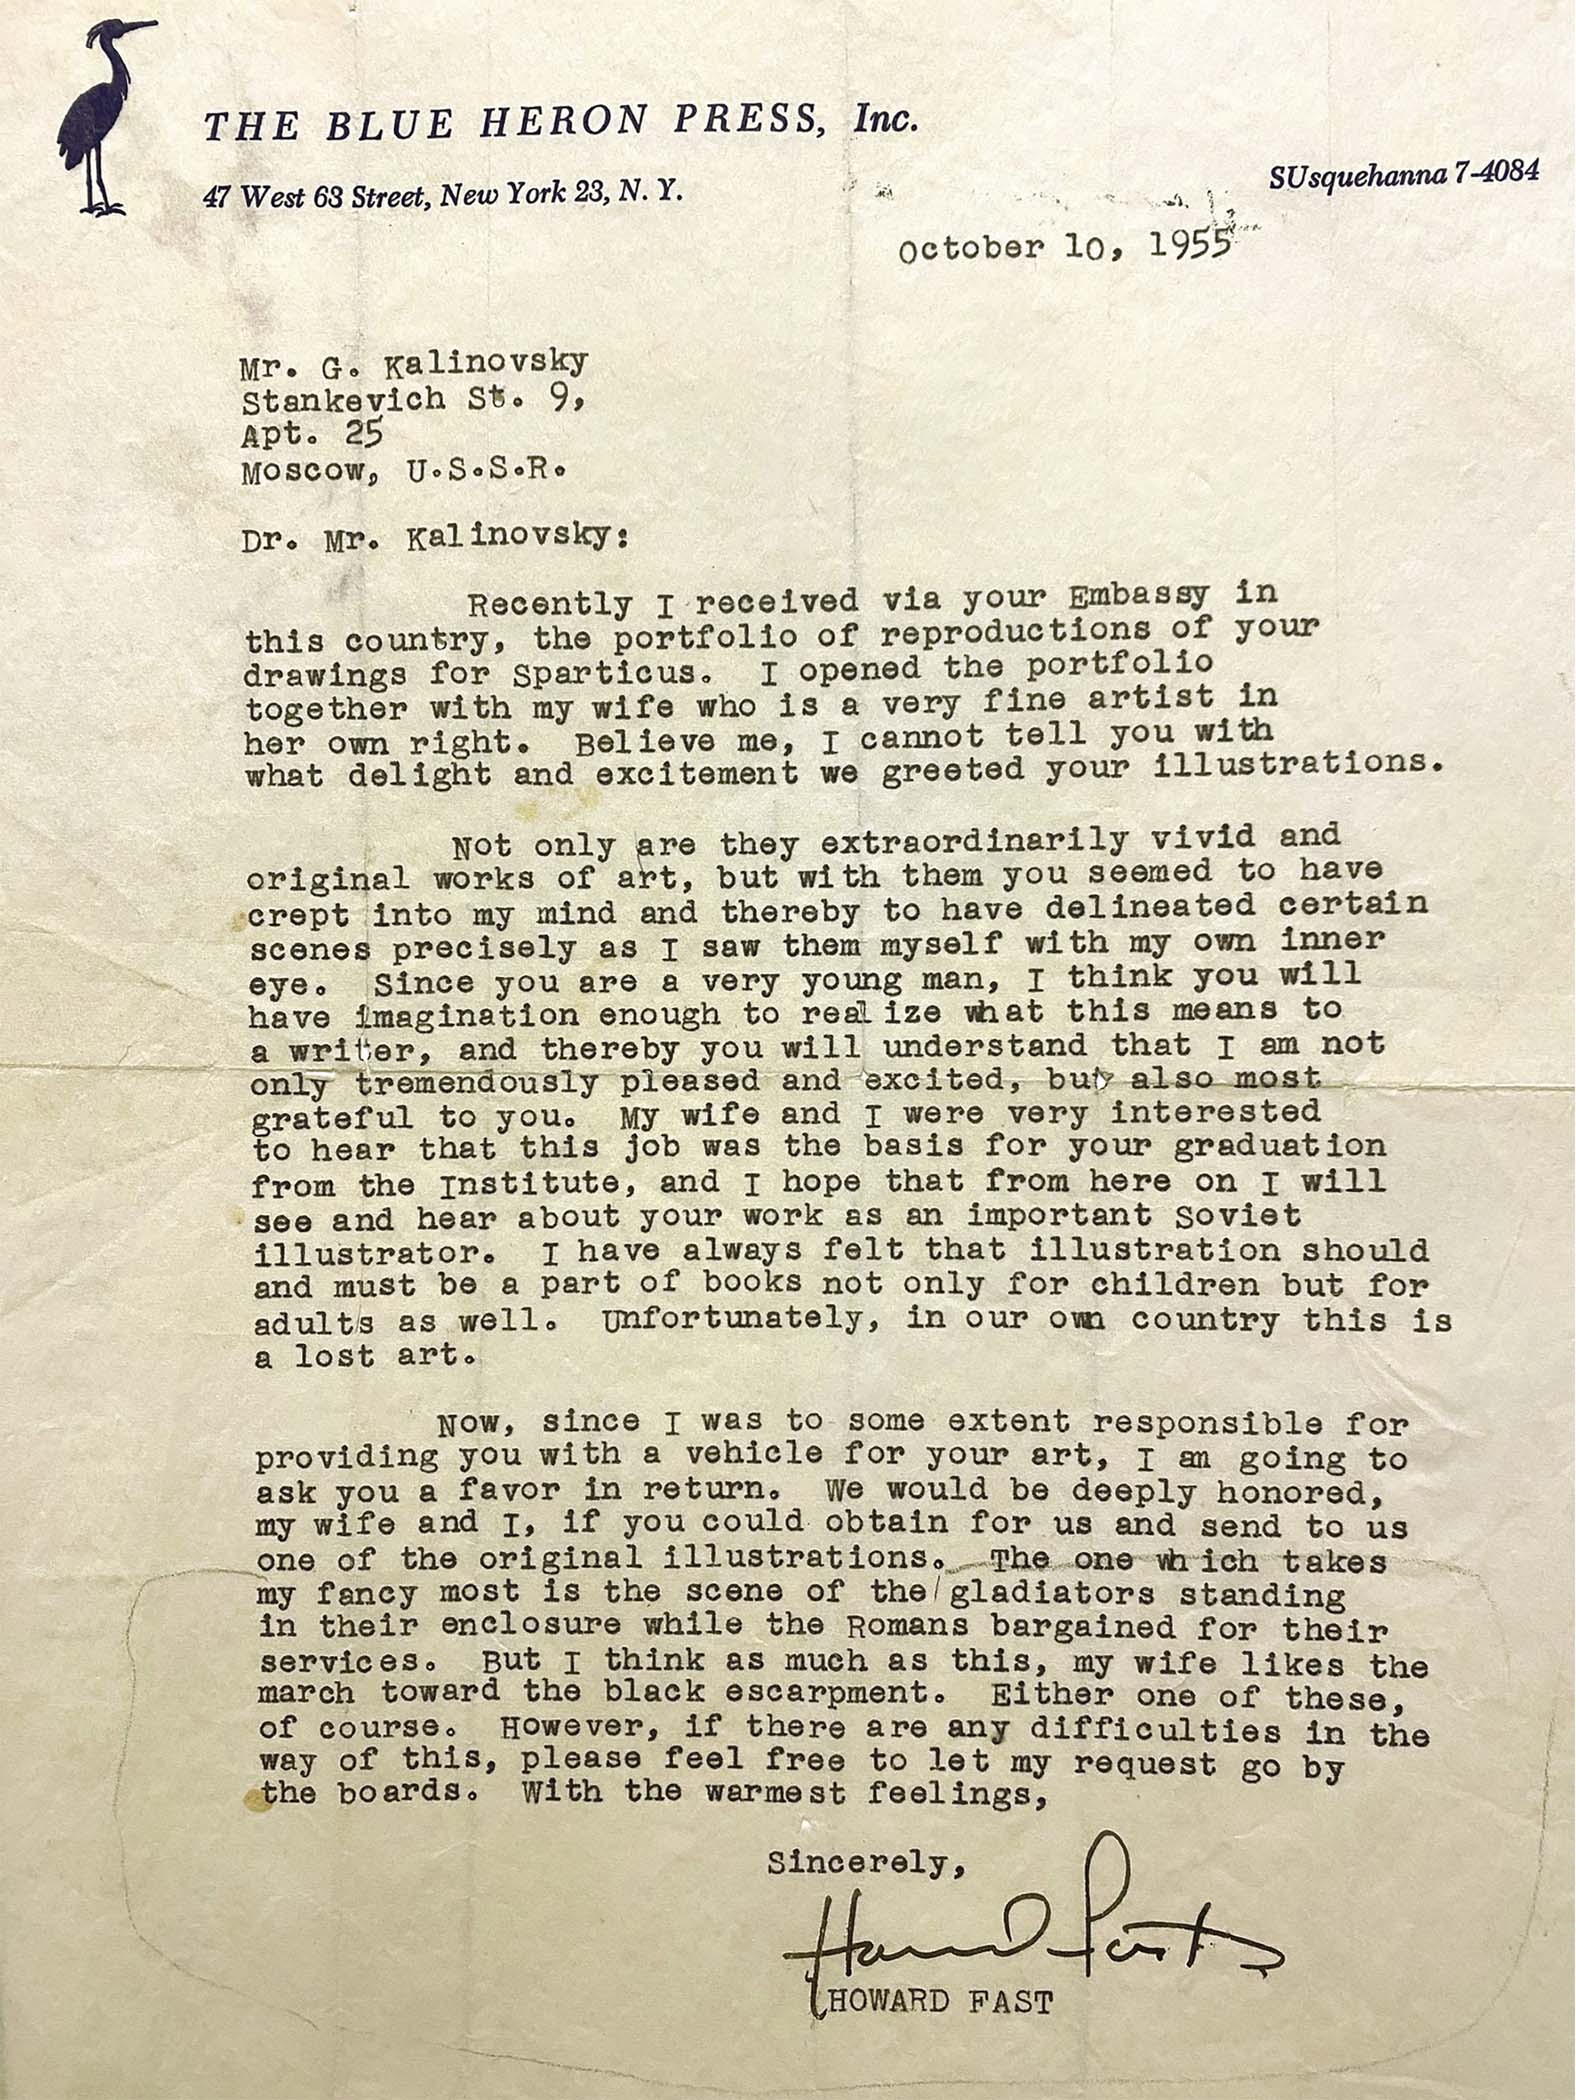 THE BLUE HERON PRESS, Inc.
47 West 63 Street, New York 23, N. Y.
SUsquehanna 7-4084
October 10, 1955
Mr. G. Kalinovsky
Stankevich St. 9,
Apt. 25
Moscow, U.S.S.R.
Dr. Mr. Kalinovsky:
Recently I received via your Embassy in
this country, the portfolio of reproductions of your
drawings for Sparticus. I opened the portfolio
together with my wife who is a very fine artist in
her own right. Believe me, I cannot tell you with
what delight and excitement we greeted your illustrations.
Not only are they extraordinarily vivid and
original works of art, but with them you seemed to have
crept into my mind and thereby to have delineated certain
scenes precisely as I saw them myself with my own inner
eye. Since you are a very young man, I think you will
have imagination enough to realize what this means to
a writer, and thereby you will understand that I am not
only tremendously pleased and excited, but also most
grateful to you. My wife and I were very interested
to hear that this job was the basis for your graduation
from the Institute, and I hope that from here on I will
see and hear about your work as an important Soviet
illustrator. I have always felt that illustration should
and must be a part of books not only for children but for
adults as well. Unfortunately, in our own country this is
a lost art.
Now, since I was to some extent responsible for
providing you with a vehicle for your art, I am going to
ask you a favor in return. We would be deeply honored,
my wife and I, if you could obtain for us and send to us
one of the original illustrations. The one which takes
my fancy most is the scene of the gladiators standing
in their enclosure while the Romans bargained for their
services. But I think as much as this, my wife likes the
march toward the black escarpment. Either one of these,
of course. However, if there are any difficulties in the
way of this, please feel free to let my request go by
the boards. With the warmest feelings,
Sincerely,
Howard Fast
HOWARD FAST